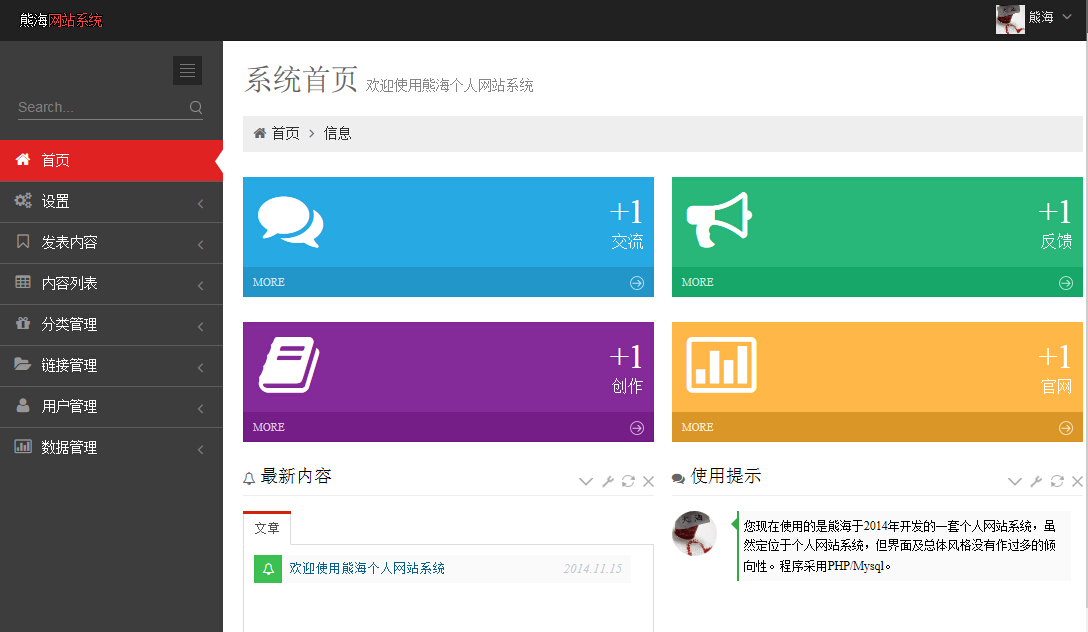 熊海网站系统
熊海
Search...
首页
设置
发表内容
内容列表
分类管理
链接管理
用户管理
数据管理
系统首页 欢迎使用熊海个人网站系统
首页 > 信息
+1
交流
MORE
+1
反馈
MORE
+1
创作
MORE
+1
官网
MORE
最新内容
文章
欢迎使用熊海个人网站系统 2014.11.15
使用提示
您现在使用的是熊海于2014年开发的一套个人网站系统，虽
然定位于个人网站系统，但界面及总体风格没有作过多的倾
向性。程序采用PHP/Mysql。